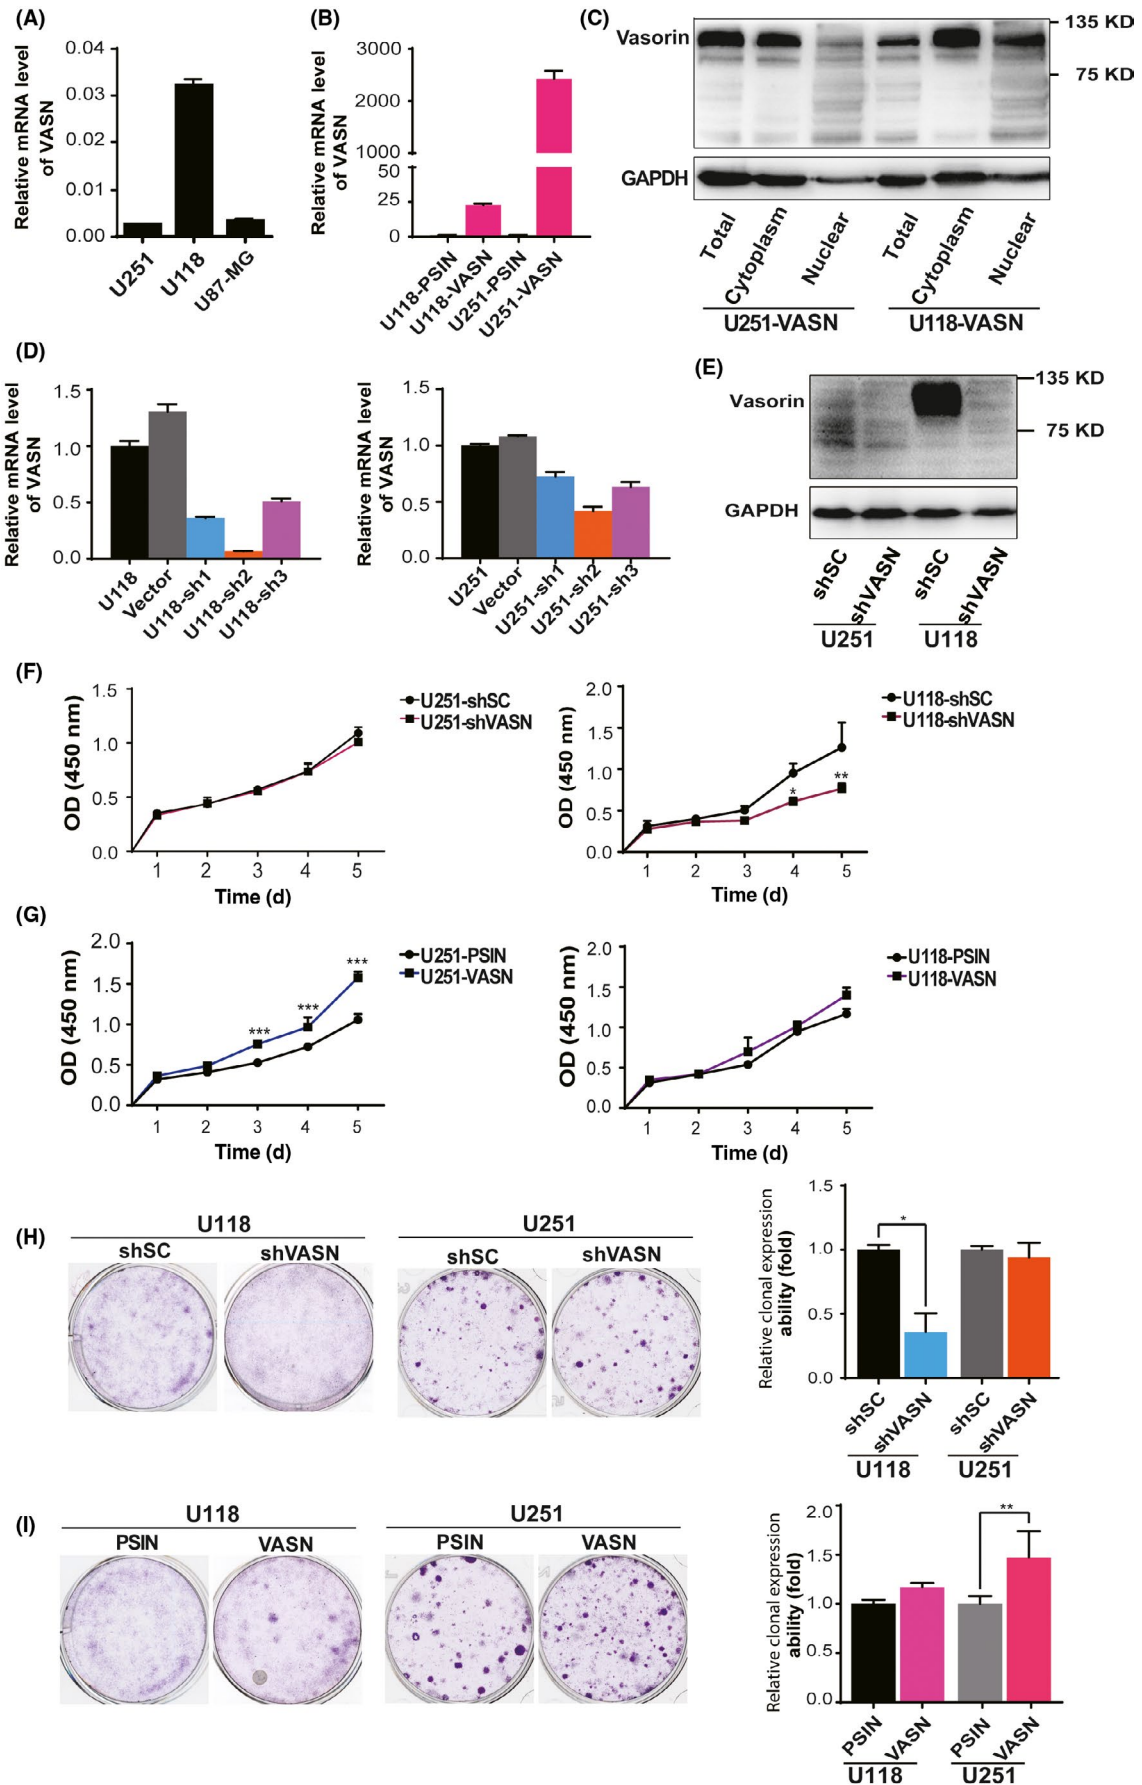 (A)
Relative mRNA level
of VASN
0.04
0.03
0.02
0.01
0.00
U251
U118
U87-MG
(B)
Relative mRNA level
of VASN
3000
2000
1000
50
25
0
U118-PSIN
U118-VASN
U251-PSIN
U251-VASN
(C)
Vasorin
135 KD
75 KD
GAPDH
Total
Cytoplasm
Nuclear
Total
Cytoplasm
Nuclear
U251-VASN
U118-VASN
(D)
Relative mRNA level
of VASN
1.5
1.0
0.5
0.0
U118
Vector
U118-sh1
U118-sh2
U118-sh3
Relative mRNA level
of VASN
1.5
1.0
0.5
0.0
U251
Vector
U251-sh1
U251-sh2
U251-sh3
(E)
Vasorin
135 KD
75 KD
GAPDH
shSC
shVASN
shSC
shVASN
U251
U118
(F)
OD (450 nm)
1.5
1.0
0.5
0.0
1 2 3 4 5
Time (d)
U251-shSC
U251-shVASN
OD (450 nm)
2.0
1.5
1.0
0.5
0.0
1 2 3 4 5
Time (d)
U118-shSC
U118-shVASN
*
**
(G)
OD (450 nm)
2.0
1.5
1.0
0.5
0.0
1 2 3 4 5
Time (d)
U251-PSIN
U251-VASN
***
***
***
OD (450 nm)
2.0
1.5
1.0
0.5
0.0
1 2 3 4 5
Time (d)
U118-PSIN
U118-VASN
(H)
U118
shSC shVASN
U251
shSC shVASN
Relative clonal expression
ability (fold)
1.5
1.0
0.5
0.0
*
shSC
shVASN
shSC
shVASN
U118
U251
(I)
U118
PSIN VASN
U251
PSIN VASN
Relative clonal expression
ability (fold)
2.0
1.5
1.0
0.5
0.0
**
PSIN
VASN
PSIN
VASN
U118
U251